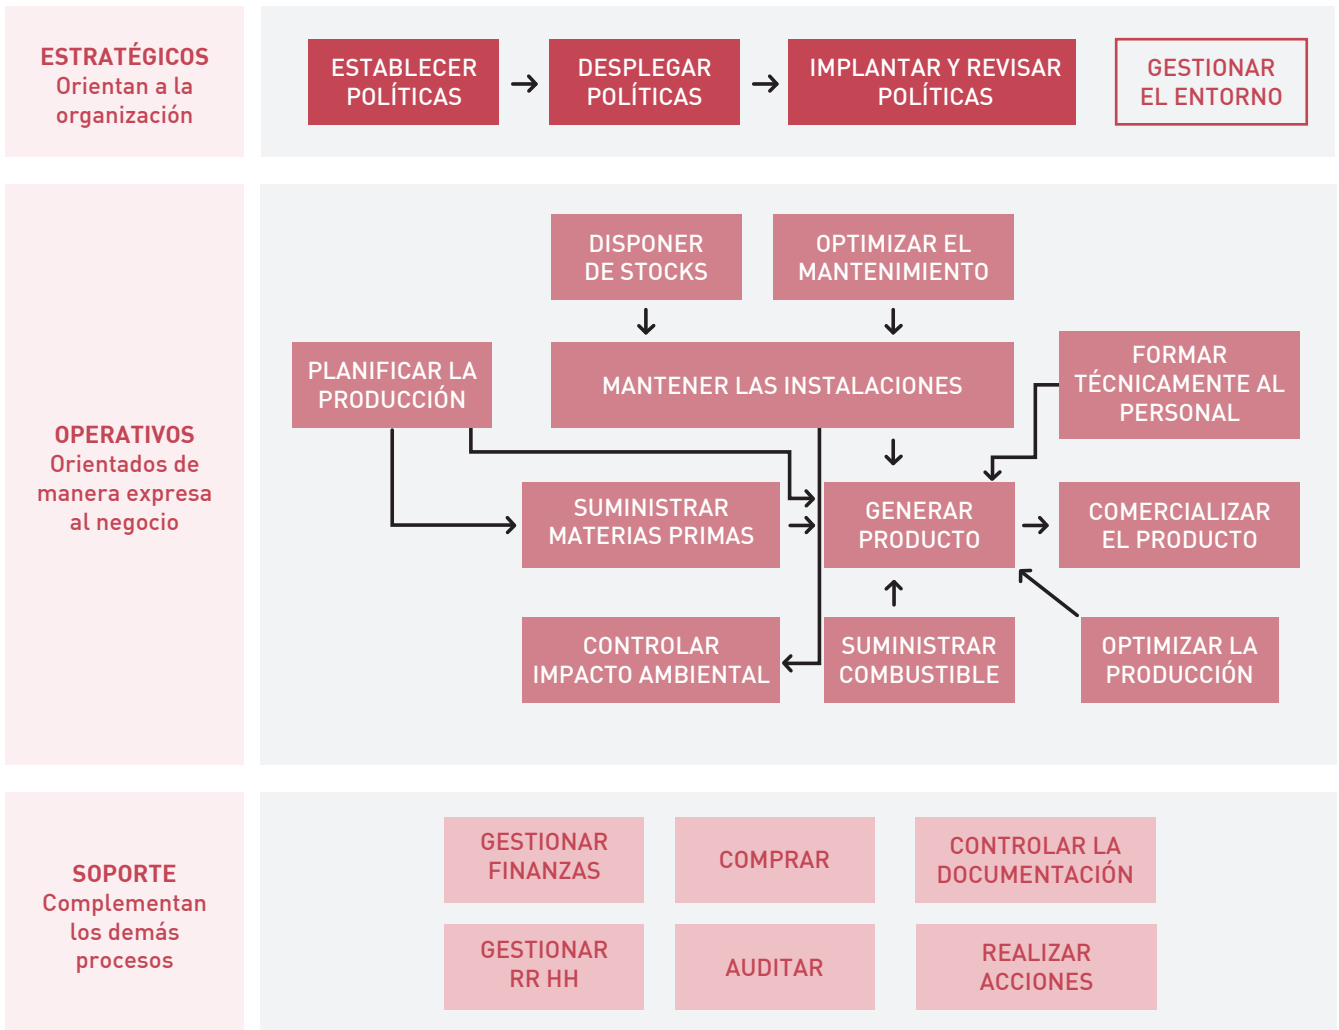 ESTRATÉGICOS
Orientan a la
organización
ESTABLECER
POLÍTICAS
DESPLEGAR
POLÍTICAS
IMPLANTAR Y REVISAR
POLÍTICAS
GESTIONAR
EL ENTORNO
OPERATIVOS
Orientados de
manera expresa
al negocio
DISPONER
DE STOCKS
OPTIMIZAR EL
MANTENIMIENTO
PLANIFICAR LA
PRODUCCIÓN
MANTENER LAS INSTALACIONES
FORMAR
TÉCNICAMENTE AL
PERSONAL
SUMINISTRAR
MATERIAS PRIMAS
GENERAR
PRODUCTO
COMERCIALIZAR
EL PRODUCTO
CONTROLAR
IMPACTO AMBIENTAL
SUMINISTRAR
COMBUSTIBLE
OPTIMIZAR LA
PRODUCCIÓN
SOPORTE
Complementan
los demás
procesos
GESTIONAR
FINANZAS
COMPRAR
CONTROLAR LA
DOCUMENTACIÓN
GESTIONAR
RR HH
AUDITAR
REALIZAR
ACCIONES